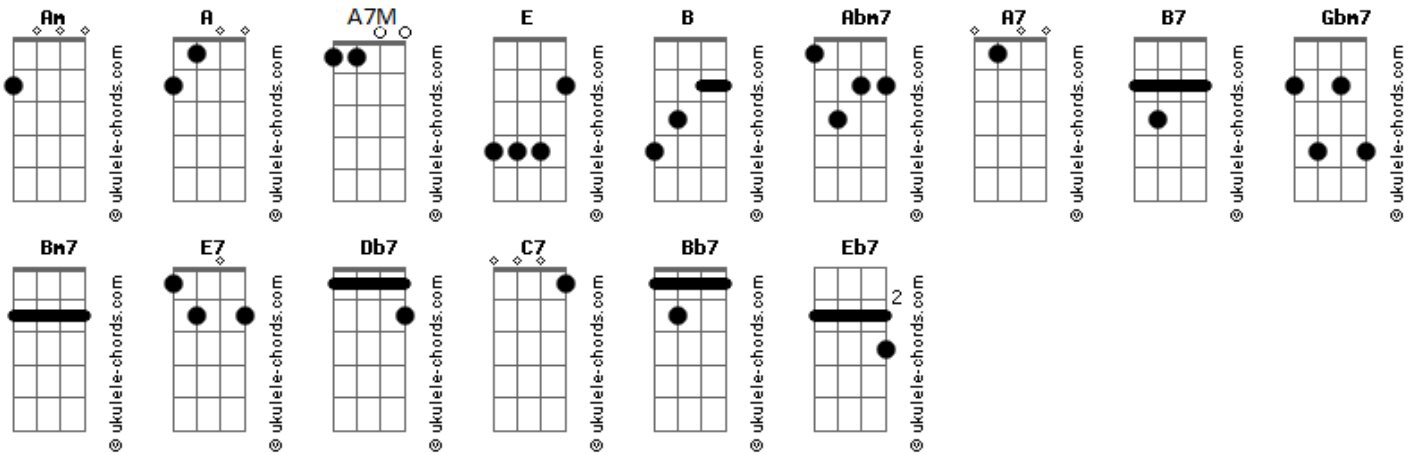 Am A A7M E B Abm7 A7 B7 Gbm7
© ukulele-chords.com © ukulele-chords.com © ukulele-chords.com © ukulele-chords.com © ukulele-chords.com © ukulele-chords.com © ukulele-chords.com © ukulele-chords.com © ukulele-chords.com
Bm7 E7 Db7 C7 Bb7 Eb7
2
© ukulele-chords.com © ukulele-chords.com © ukulele-chords.com © ukulele-chords.com © ukulele-chords.com © ukulele-chords.com